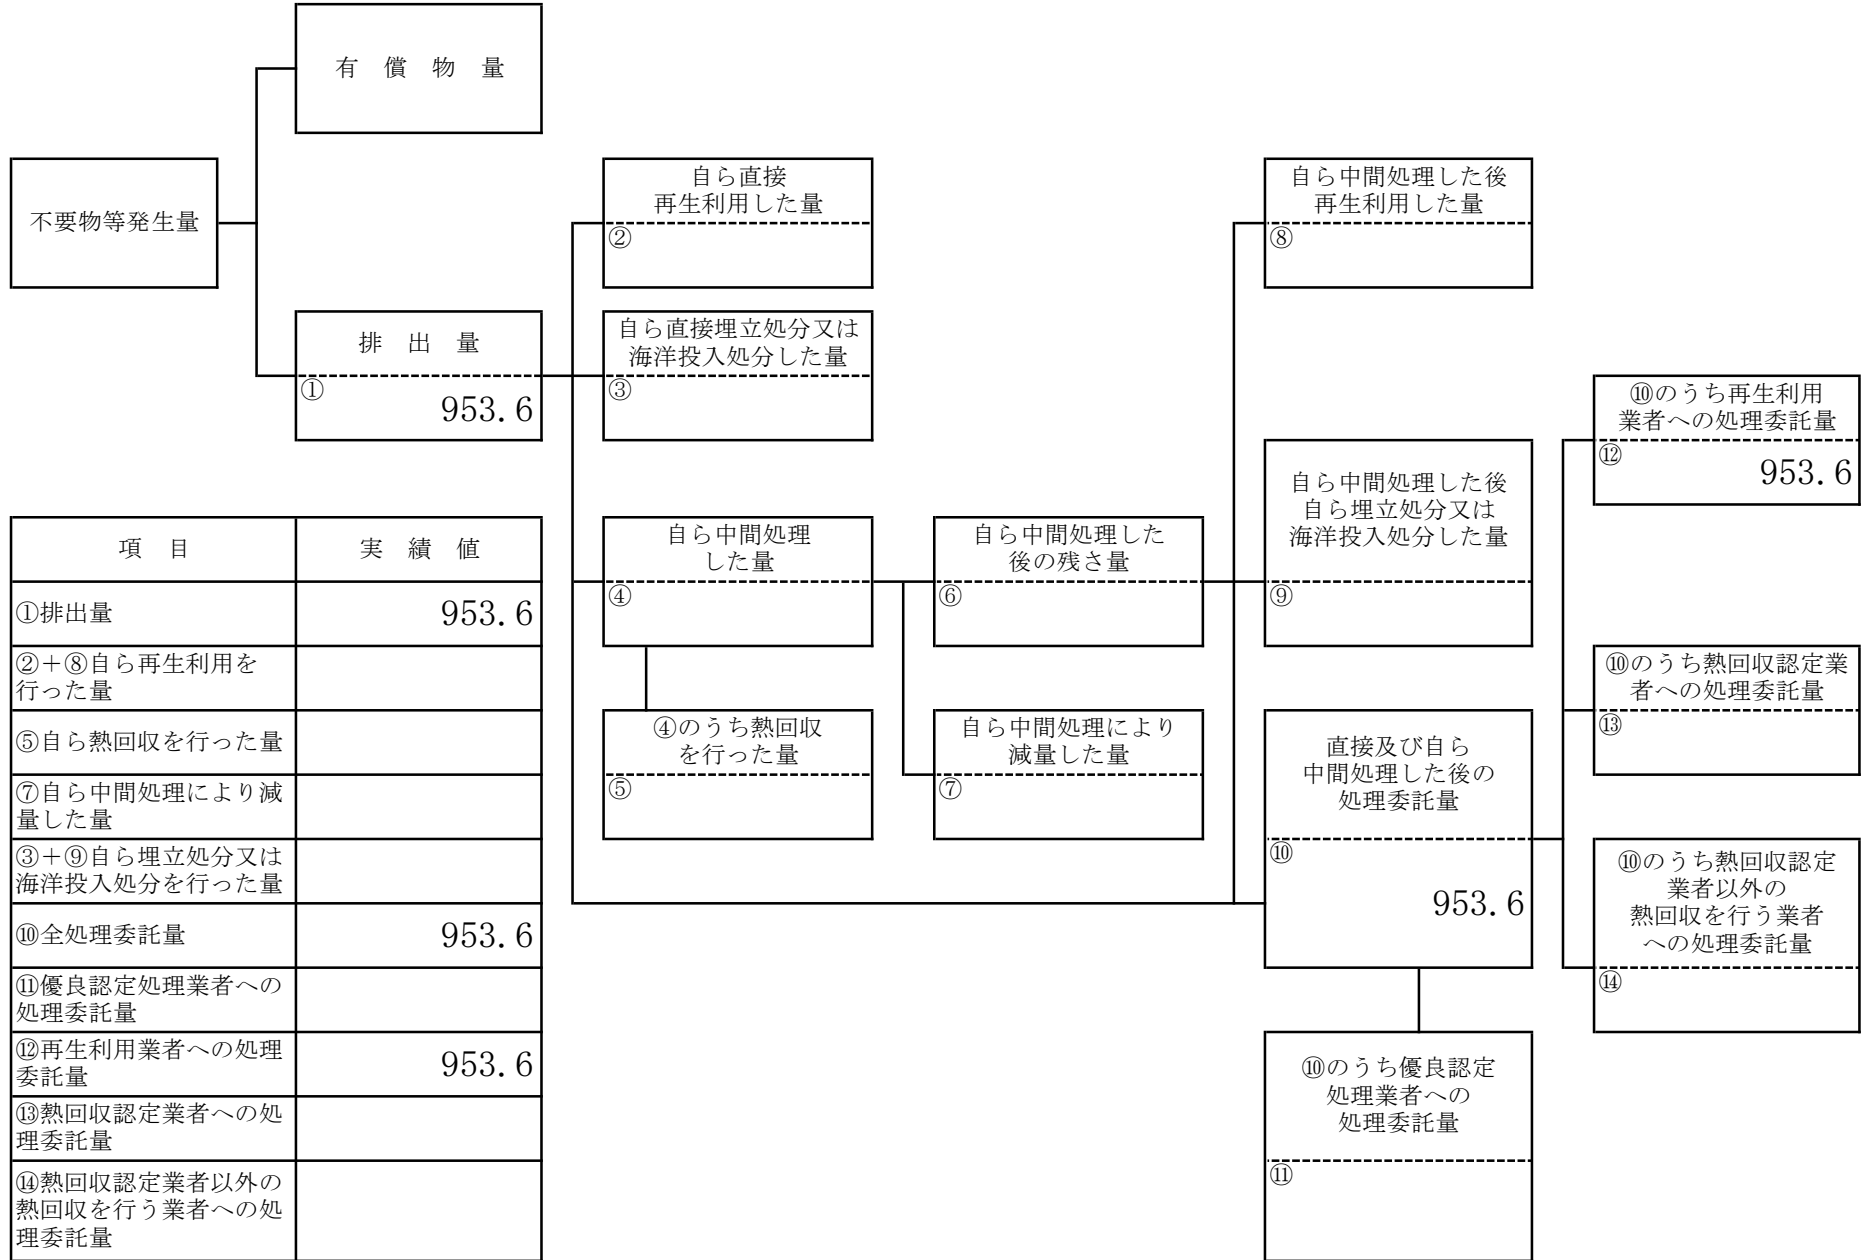 有　償　物　量
不要物等発生量
排　出　量
①
953.6
自ら直接
再生利用した量
②
自ら直接埋立処分又は
海洋投入処分した量
③
自ら中間処理
した量
④
④のうち熱回収
を行った量
⑤
自ら中間処理した
後の残さ量
⑥
自ら中間処理により
減量した量
⑦
自ら中間処理した後
再生利用した量
⑧
自ら中間処理した後
自ら埋立処分又は
海洋投入処分した量
⑨
直接及び自ら
中間処理した後の
処理委託量
⑩
953.6
⑩のうち優良認定
処理業者への
処理委託量
⑪
⑩のうち再生利用
業者への処理委託量
⑫
953.6
⑩のうち熱回収認定業
者への処理委託量
⑬
⑩のうち熱回収認定
業者以外の
熱回収を行う業者
への処理委託量
⑭
項　目　実　績　値
①排出量　953.6
②＋⑧自ら再生利用を
行った量
⑤自ら熱回収を行った量
⑦自ら中間処理により減
量した量
③＋⑨自ら埋立処分又は
海洋投入処分を行った量
⑩全処理委託量　953.6
⑪優良認定処理業者への
処理委託量
⑫再生利用業者への処理
委託量　953.6
⑬熱回収認定業者への処
理委託量
⑭熱回収認定業者以外の
熱回収を行う業者への処
理委託量